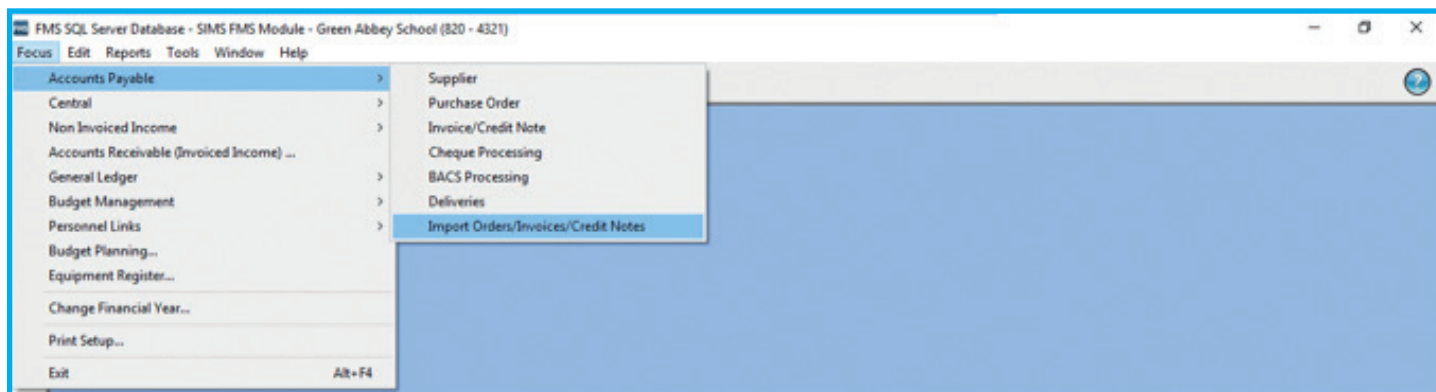 FMS SQL Server Database - SIMS FMS Module - Green Abbey School (820 - 4321)
Focus Edit Reports Tools Window Help
Accounts Payable
Central
Non Invoiced Income
Accounts Receivable (Invoiced Income) ...
General Ledger
Budget Management
Personnel Links
Budget Planning...
Equipment Register...
Change Financial Year...
Print Setup...
Exit Alt+F4
Supplier
Purchase Order
Invoice/Credit Note
Cheque Processing
BACS Processing
Deliveries
Import Orders/Invoices/Credit Notes